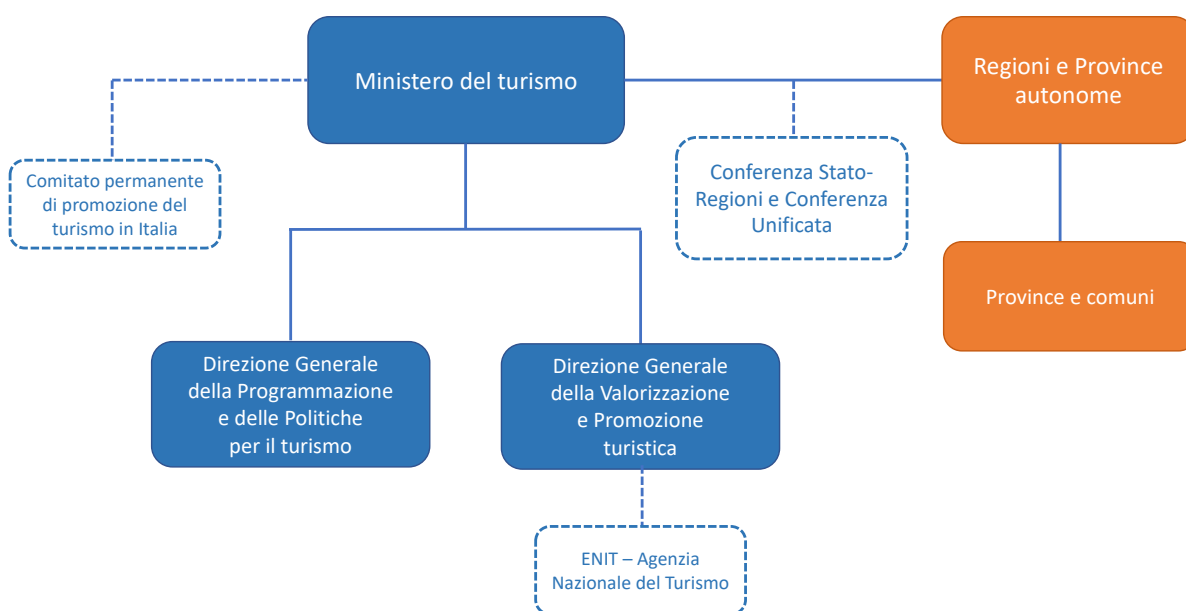 Ministero del turismo
Regioni e Province
autonome
Comitato permanente
di promozione del
turismo in Italia
Conferenza Stato-
Regioni e Conferenza
Unificata
Province e comuni
Direzione Generale
della Programmazione
e delle Politiche
per il turismo
Direzione Generale
della Valorizzazione
e Promozione
turistica
ENIT – Agenzia
Nazionale del Turismo